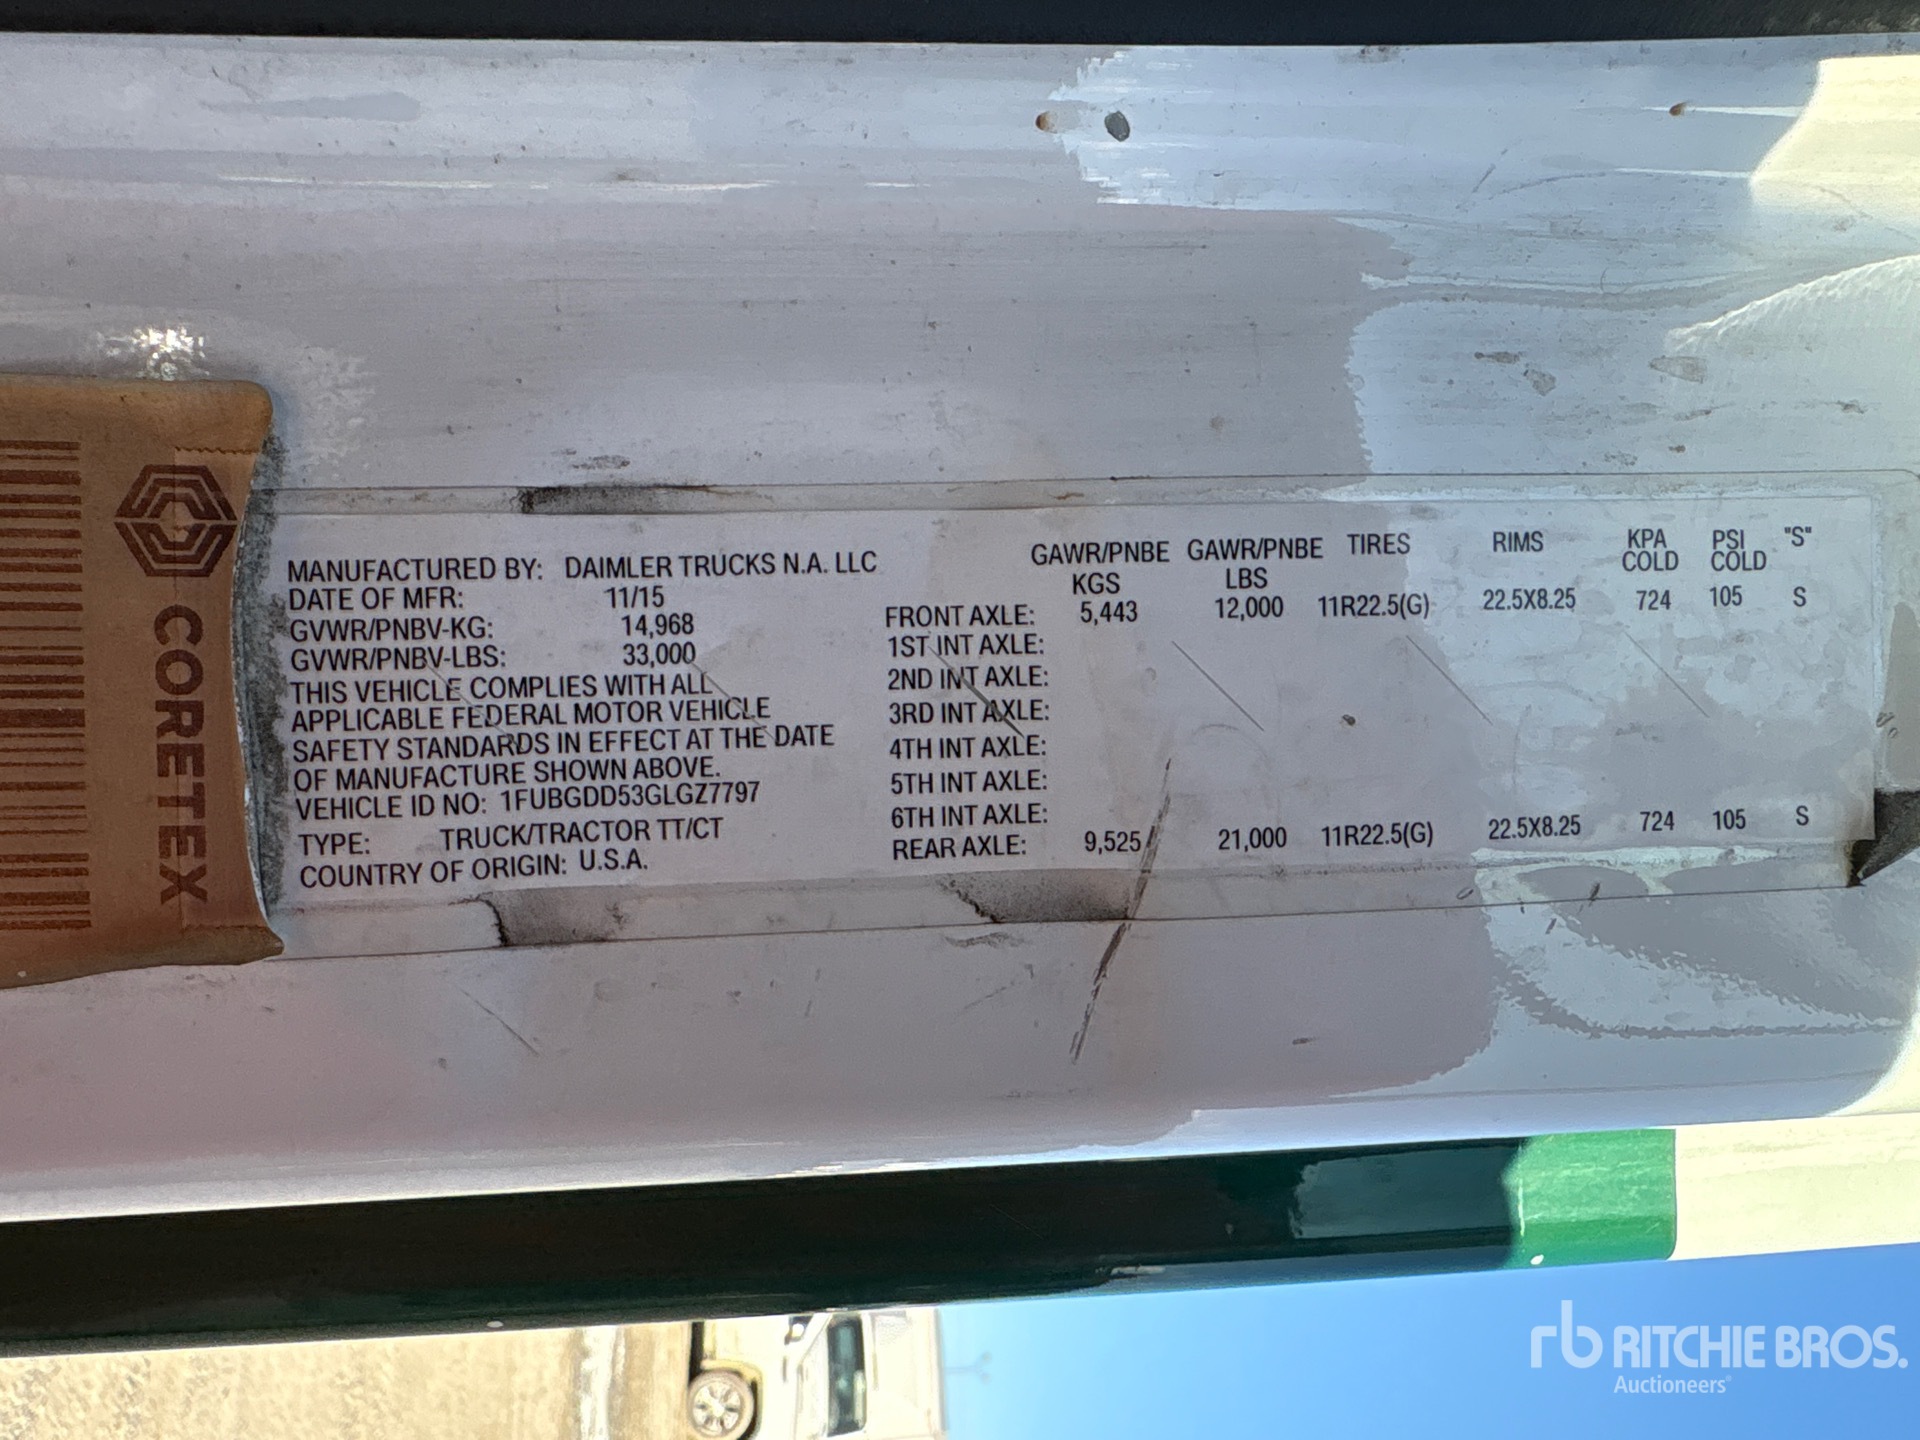 CORETEX
MANUFACTURED BY: DAIMLER TRUCKS N.A. LLC
DATE OF MFR: 11/15
GVWR/PNBV-KG: 14,968
GVWR/PNBV-LBS: 33,000
THIS VEHICLE COMPLIES WITH ALL
APPLICABLE FEDERAL MOTOR VEHICLE
SAFETY STANDARDS IN EFFECT AT THE DATE
OF MANUFACTURE SHOWN ABOVE.
VEHICLE ID NO: 1FUBGDD53GLGZ7797
TYPE: TRUCK/TRACTOR TT/CT
COUNTRY OF ORIGIN: U.S.A.
GAWR/PNBE GAWR/PNBE TIRES RIMS KPA PSI "S"
KGS LBS COLD COLD
FRONT AXLE: 5,443 12,000 11R22.5(G) 22.5X8.25 724 105 S
1ST INT AXLE:
2ND INT AXLE:
3RD INT AXLE:
4TH INT AXLE:
5TH INT AXLE:
6TH INT AXLE:
REAR AXLE: 9,525 21,000 11R22.5(G) 22.5X8.25 724 105 S
rb RITCHIE BROS.
Auctioneers